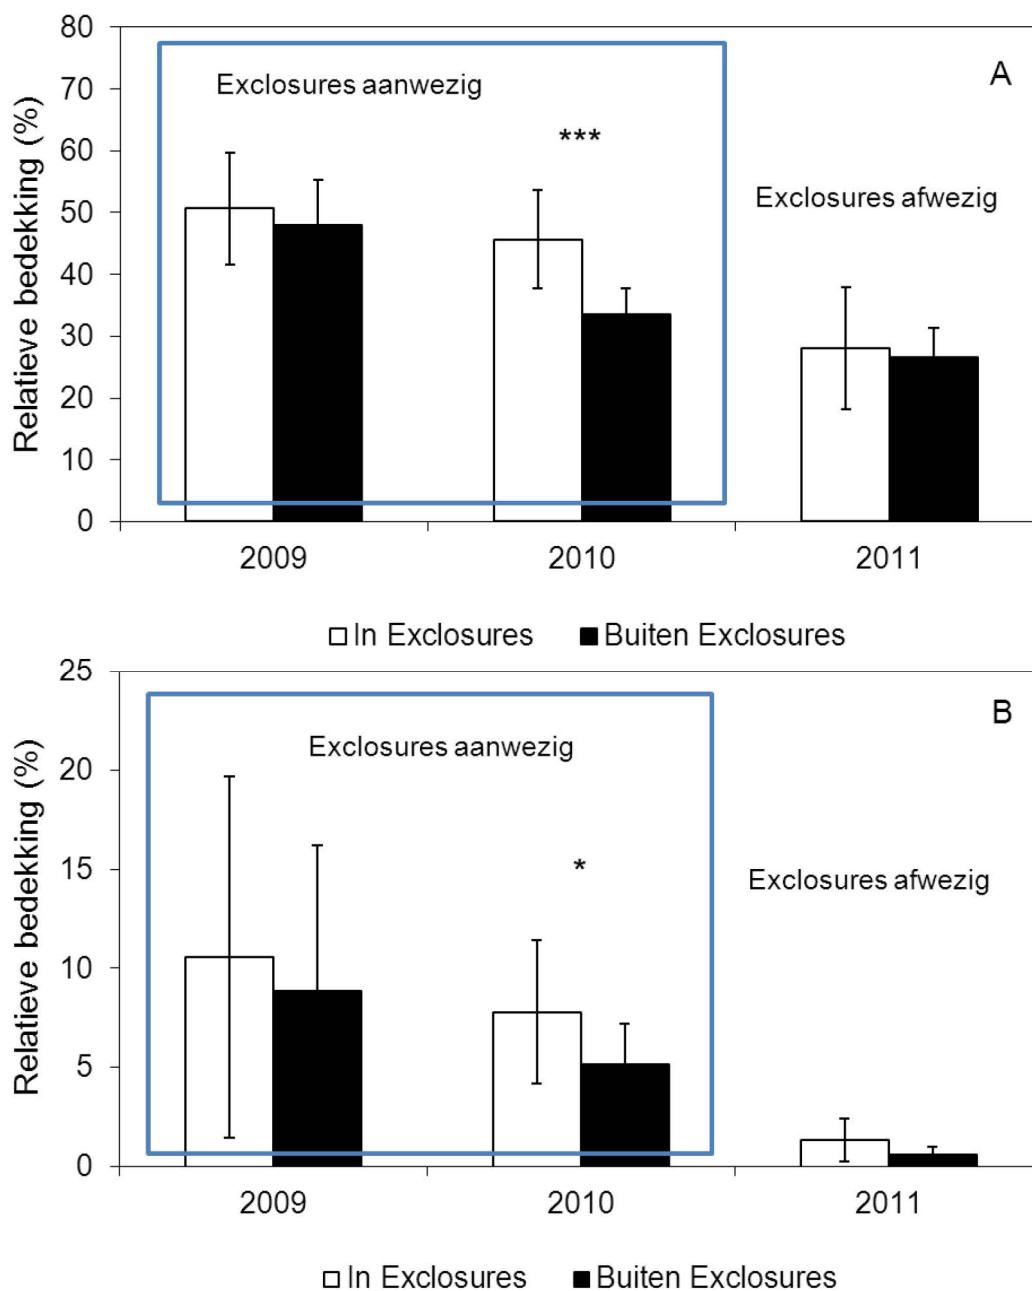 80
70
60
50
40
30
20
10
0
Relatieve bedekking (%)
A
Exclosures aanwezig
***
Exclosures afwezig
2009 2010 2011
In Exclosures Buiten Exclosures
25
20
15
10
5
0
Relatieve bedekking (%)
B
Exclosures aanwezig
*
Exclosures afwezig
2009 2010 2011
In Exclosures Buiten Exclosures